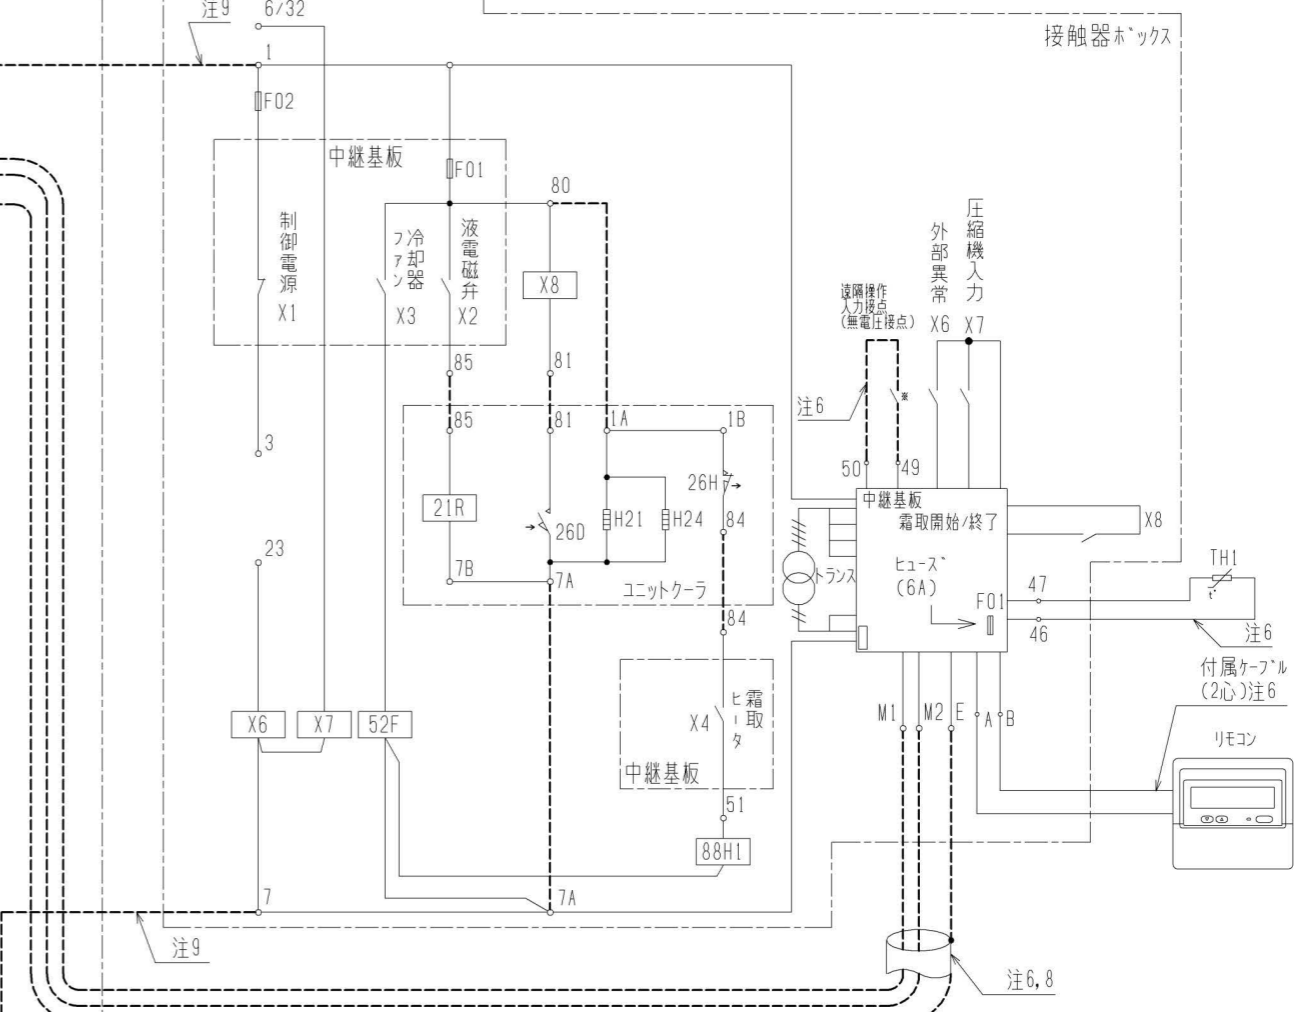 注9
6/32
接触器ボックス
1
F02
中継基板
F01
80
制御電源
X1
冷却器ファン
X3
液電磁弁
X2
X8
圧縮機入力
外部異常
遠隔操作
入力接点
(無電圧接点)
X6
X7
85
81
注6
※
85
81
1A
1B
3
50
49
26H
中継基板
霜取開始/終了
21R
H21
H24
84
X8
26D
23
ヒューズ
(6A)
TH1
トランス
7B
7A
ユニットクーラ
F01
47
t°
84
46
注6
付属ケーブル
(2心)注6
霜取ヒータ
X4
M1
M2
E
A
B
X6
X7
52F
リモコン
中継基板
51
88H1
7
7A
注9
注6,8